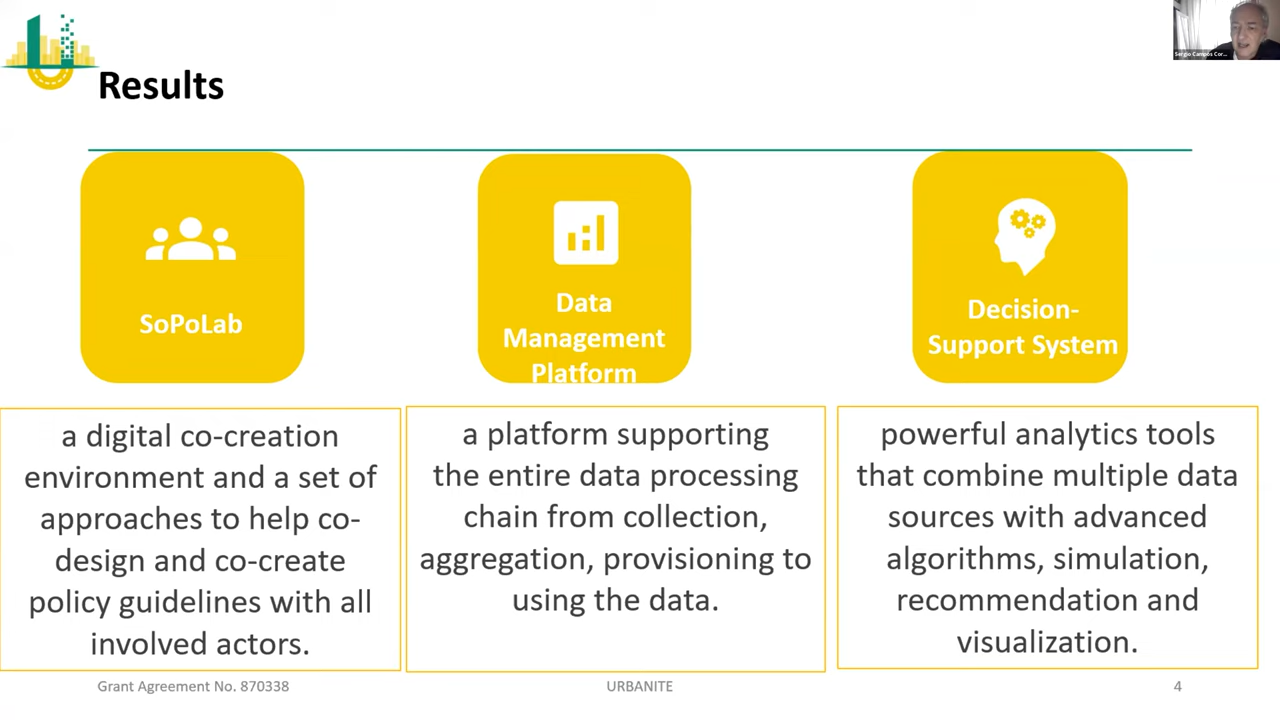 Results
Sergio Campos Cor...
SoPoLab
Data
Management
Platform
Decision-
Support System
a digital co-creation
environment and a set of
approaches to help co-
design and co-create
policy guidelines with all
involved actors.
a platform supporting
the entire data processing
chain from collection,
aggregation, provisioning to
using the data.
powerful analytics tools
that combine multiple data
sources with advanced
algorithms, simulation,
recommendation and
visualization.
Grant Agreement No. 870338
URBANITE
4